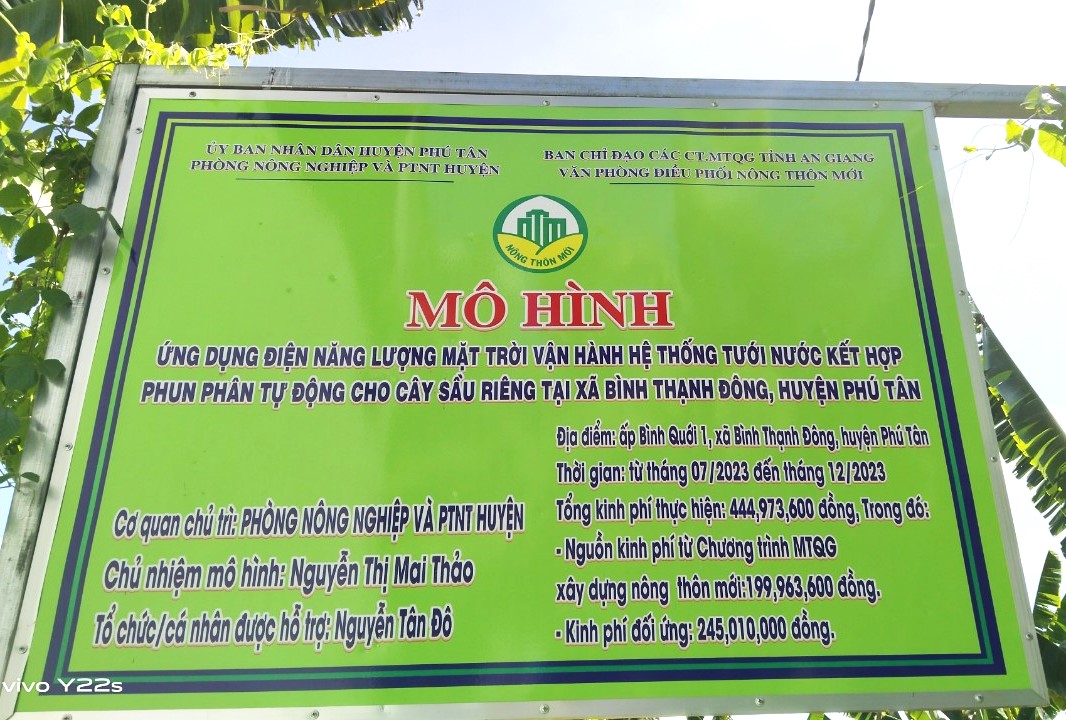 ỦY BAN NHÂN DÂN HUYỆN PHÚ TÂN
PHÒNG NÔNG NGHIỆP VÀ PTNT HUYỆN
BAN CHỈ ĐẠO CÁC CT.MTQG TỈNH AN GIANG
VĂN PHÒNG ĐIỀU PHỐI NÔNG THÔN MỚI
NÔNG THÔN MỚI
MÔ HÌNH
ỨNG DỤNG ĐIỆN NĂNG LƯỢNG MẶT TRỜI VẬN HÀNH HỆ THỐNG TƯỚI NƯỚC KẾT HỢP
PHUN PHÂN TỰ ĐỘNG CHO CÂY SẦU RIÊNG TẠI XÃ BÌNH THẠNH ĐÔNG, HUYỆN PHÚ TÂN
Cơ quan chủ trì: PHÒNG NÔNG NGHIỆP VÀ PTNT HUYỆN
Chủ nhiệm mô hình: Nguyễn Thị Mai Thảo
Tổ chức/cá nhân được hỗ trợ: Nguyễn Tân Đô
Địa điểm: ấp Bình Quới 1, xã Bình Thạnh Đông, huyện Phú Tân
Thời gian: từ tháng 07/2023 đến tháng 12/2023
Tổng kinh phí thực hiện: 444,973,600 đồng, Trong đó:
- Nguồn kinh phí từ Chương trình MTQG
xây dựng nông thôn mới:199,963,600 đồng.
- Kinh phí đối ứng: 245,010,000 đồng.
vivo Y22s